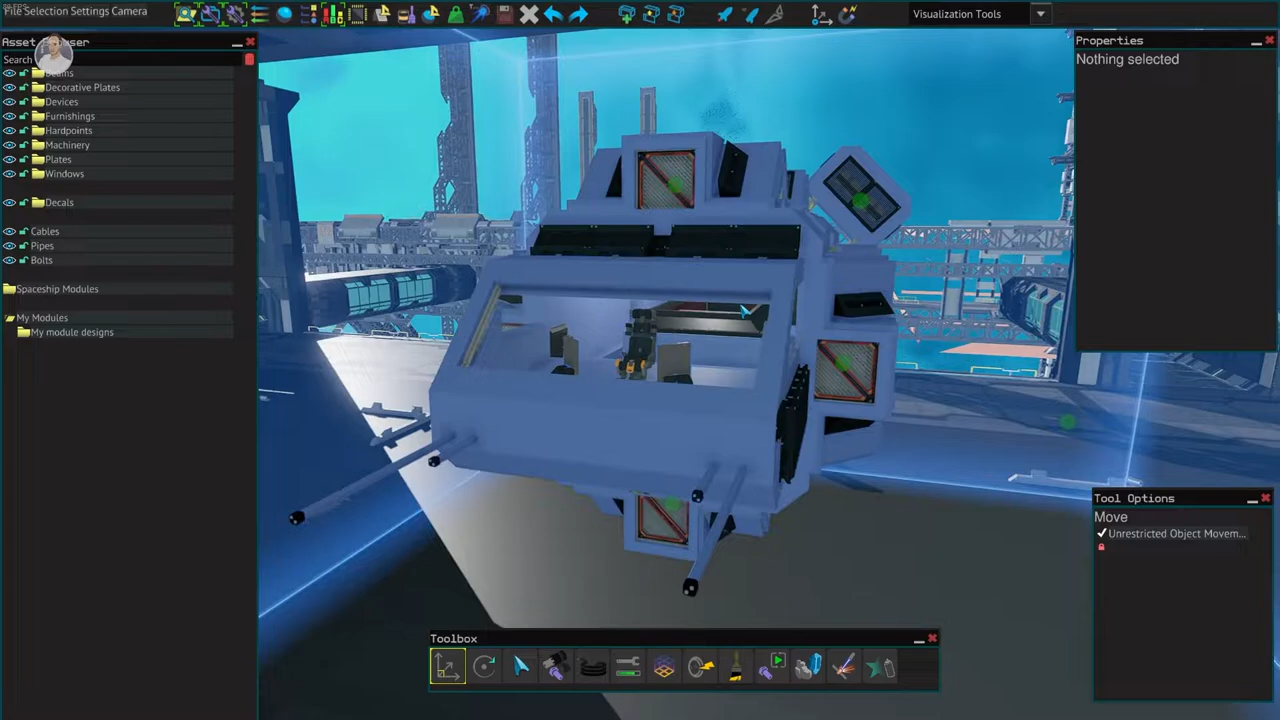 File Selection Settings Camera
Visualization Tools
Search
Beams
Decorative Plates
Devices
Furnishings
Hardpoints
Machinery
Plates
Windows
Decals
Cables
Pipes
Bolts
Spaceship Modules
My Modules
My module designs
Properties
Nothing selected
Tool Options
Move
Unrestricted Object Movem...
Toolbox